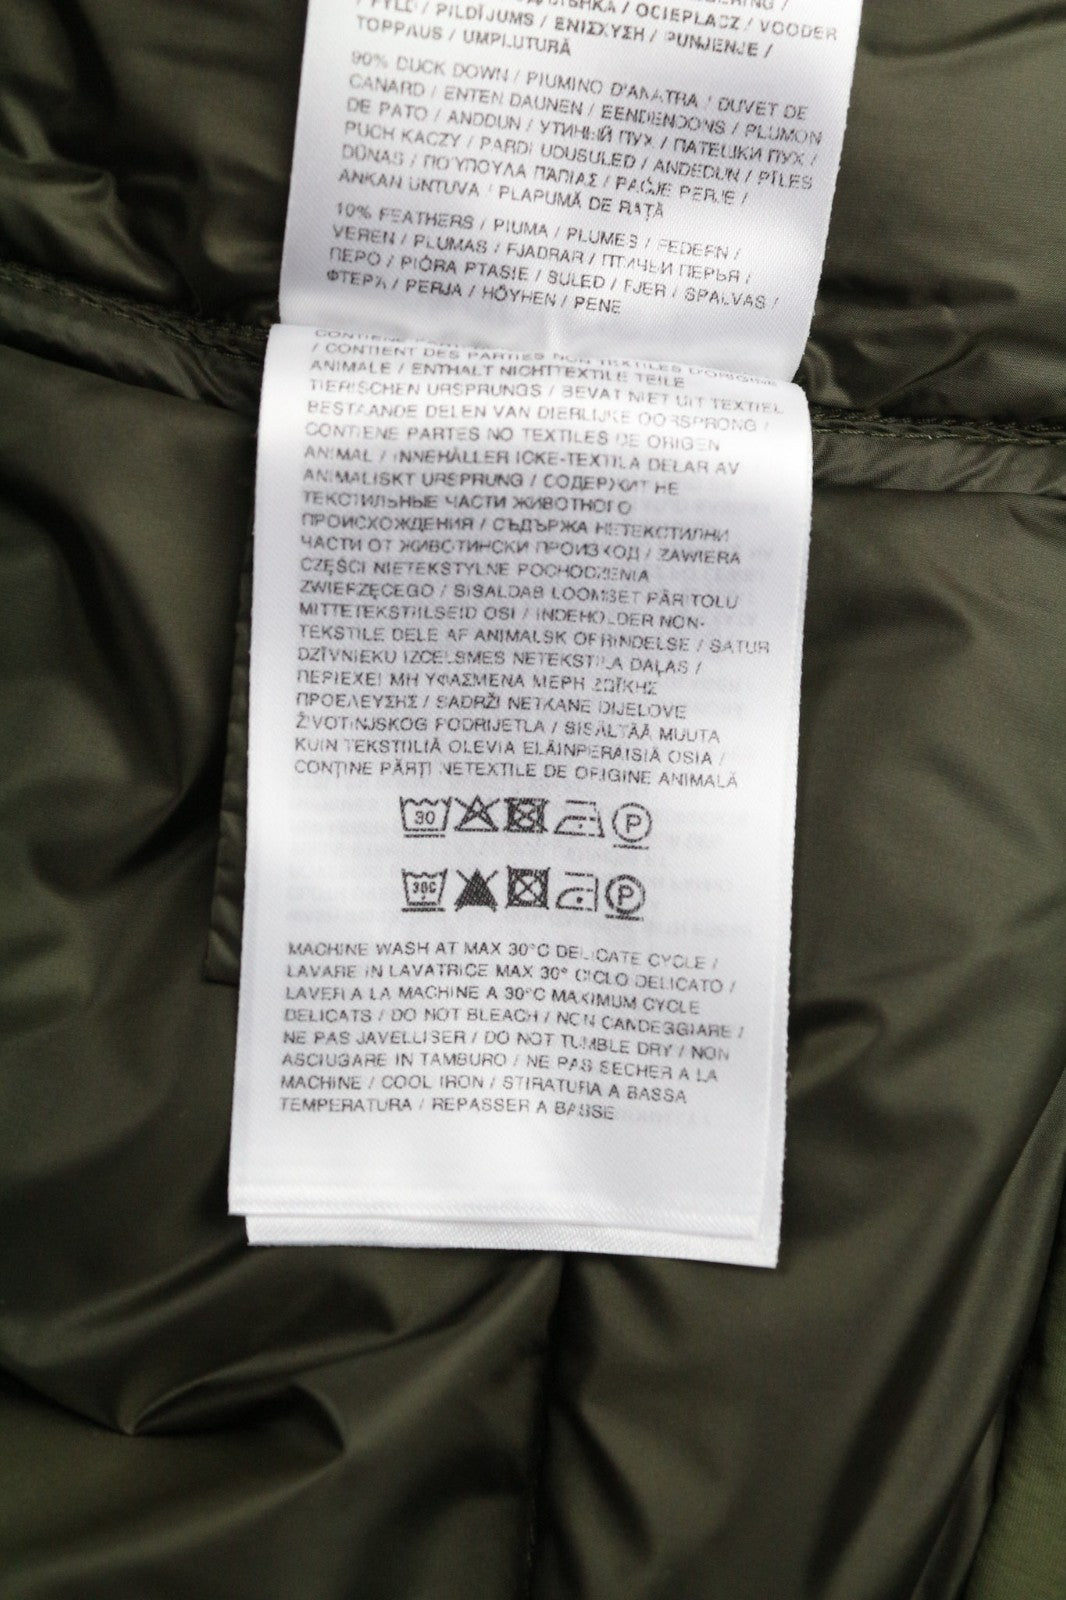 / FYLD / PILDĪJUMS / ΕΝΙΣΧΥΣΗ / PUNJENJE /
TOPPAUS / UMPLUTURĂ
90% DUCK DOWN / PIUMINO D'ANATRA / DUVET DE
CANARD / ENTEN DAUNEN / EENDENDONS / PLUMON
DE PATO / ANDDUN / УТИНЫЙ ПУХ / ПАТЕШКИ ПУХ /
PUCH KACZY / PARDI UDUSULED / ANDEDUN / PĪLES
DŪNAS / ΠΟΥΠΟΥΛΑ ΠΑΠΙΑΣ / PAČJE PERJE /
ANKAN UNTUVA / PLAPUMĂ DE RAȚĂ
10% FEATHERS / PIUMA / PLUMES / FEDERN /
VEREN / PLUMAS / FJADRAR / ПТИЧЬИ ПЕРЬЯ /
ПЕРО / PIÓRA PTASIE / SULED / FJER / SPALVAS /
ΦΤΕΡΑ / PERJA / HÖYHEN / PENE
/ CONTIENT DES PARTIES NON TEXTILES D'ORIGINE
ANIMALE / ENTHALT NICHTTEXTILE TEILE
TIERISCHEN URSPRUNGS / BEVAT NIET UIT TEXTIEL
BESTAANDE DELEN VAN DIERLIJKE OORSPRONG /
CONTIENE PARTES NO TEXTILES DE ORIGEN
ANIMAL / INNEHÅLLER ICKE-TEXTILA DELAR AV
ANIMALISKT URSPRUNG / СОДЕРЖИТ НЕ
ТЕКСТИЛЬНЫЕ ЧАСТИ ЖИВОТНОГО
ПРОИСХОЖДЕНИЯ / СЪДЪРЖА НЕТЕКСТИЛНИ
ЧАСТИ ОТ ЖИВОТИНСКИ ПРОИЗХОД / ZAWIERA
CZĘŚCI NIETEKSTYLNE POCHODZENIA
ZWIERZĘCEGO / SISALDAB LOOMSET PÄRITOLU
MITTETEKSTIILSEID OSI / INDEHOLDER NON-
TEKSTILE DELE AF ANIMALSK OFRINDELSE / SATUR
DZĪVNIEKU IZCELSMES NETEKSTILA DAĻAS /
ΠΕΡΙΕΧΕΙ ΜΗ ΥΦΑΣΜΕΝΑ ΜΕΡΗ ΖΩΪΚΗΣ
ΠΡΟΕΛΕΥΣΗΣ / SADRŽI NETKANE DIJELOVE
ŽIVOTINJSKOG PODRIJETLA / SISÄLTÄÄ MUUTA
KUIN TEKSTIILIÄ OLEVIA ELÄINPERÄISIÄ OSIA /
CONȚINE PĂRȚI NETEXTILE DE ORIGINE ANIMALĂ
30 P
30C P
MACHINE WASH AT MAX 30°C DELICATE CYCLE /
LAVARE IN LAVATRICE MAX 30° CICLO DELICATO /
LAVER A LA MACHINE A 30°C MAXIMUM CYCLE
DELICATS / DO NOT BLEACH / NON CANDEGGIARE /
NE PAS JAVELLISER / DO NOT TUMBLE DRY / NON
ASCIUGARE IN TAMBURO / NE PAS SECHER A LA
MACHINE / COOL IRON / STIRATURA A BASSA
TEMPERATURA / REPASSER A BASSE